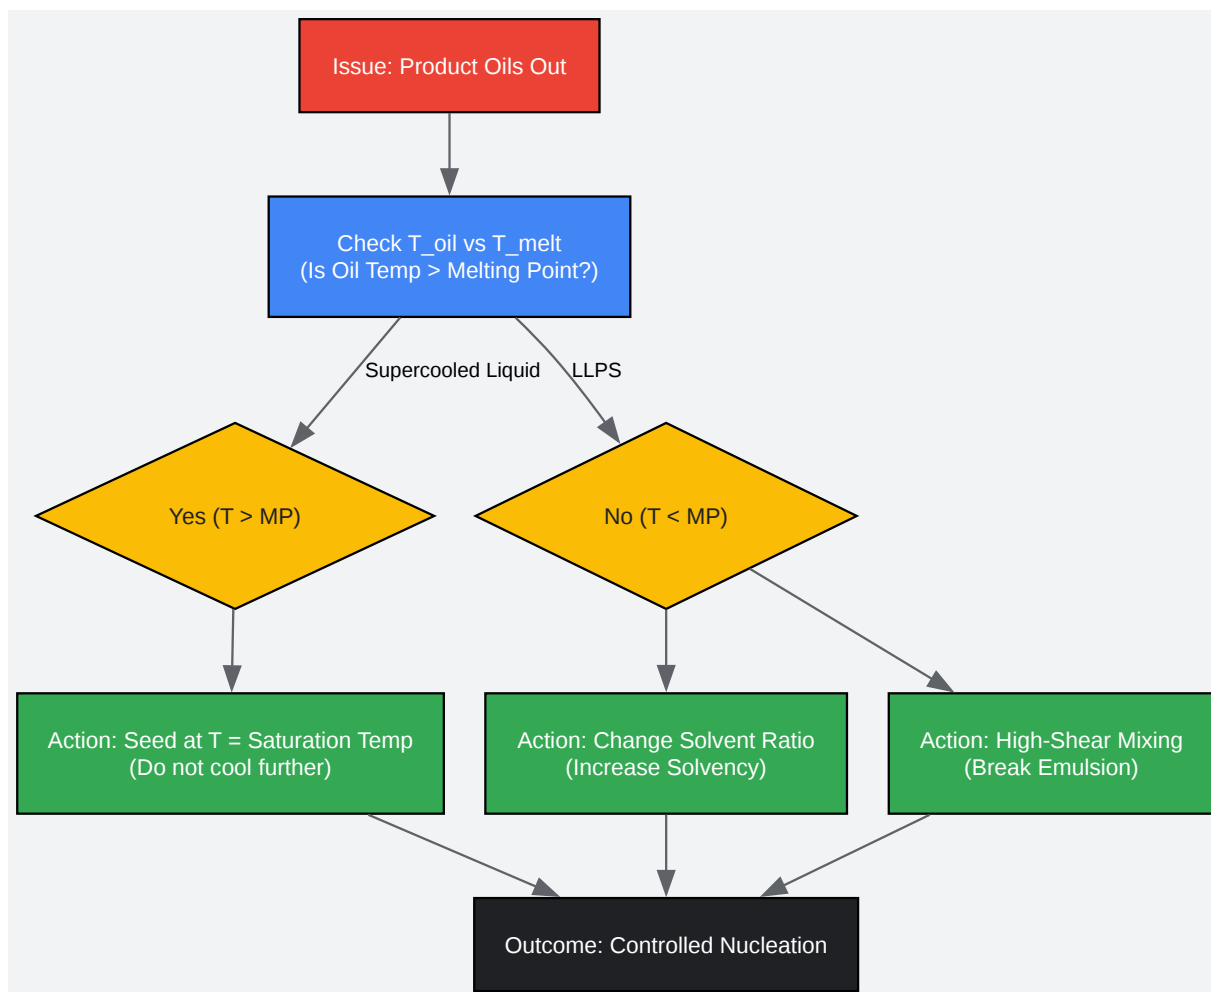 Issue: Product Oils Out
Check T_oil vs T_melt
(Is Oil Temp > Melting Point?)
Supercooled Liquid
LLPS
Yes (T > MP)
No (T < MP)
Action: Seed at T = Saturation Temp
(Do not cool further)
Action: Change Solvent Ratio
(Increase Solvency)
Action: High-Shear Mixing
(Break Emulsion)
Outcome: Controlled Nucleation